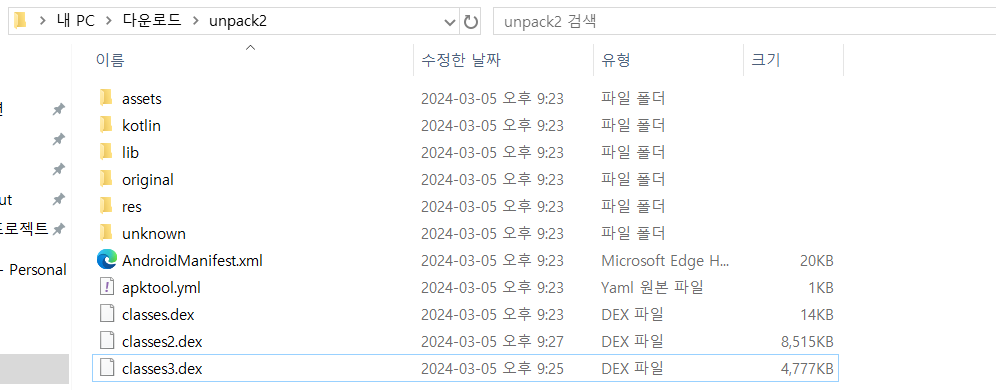 내 PC > 다운로드 > unpack2
unpack2 검색
이름 수정한 날짜 유형 크기
assets 2024-03-05 오후 9:23 파일 폴더
kotlin 2024-03-05 오후 9:23 파일 폴더
lib 2024-03-05 오후 9:23 파일 폴더
original 2024-03-05 오후 9:23 파일 폴더
ut res 2024-03-05 오후 9:23 파일 폴더
로젝트 unknown 2024-03-05 오후 9:23 파일 폴더
- Personal AndroidManifest.xml 2024-03-05 오후 9:23 Microsoft Edge H... 20KB
apktool.yml 2024-03-05 오후 9:23 Yaml 원본 파일 1KB
classes.dex 2024-03-05 오후 9:23 DEX 파일 14KB
classes2.dex 2024-03-05 오후 9:27 DEX 파일 8,515KB
classes3.dex 2024-03-05 오후 9:25 DEX 파일 4,777KB